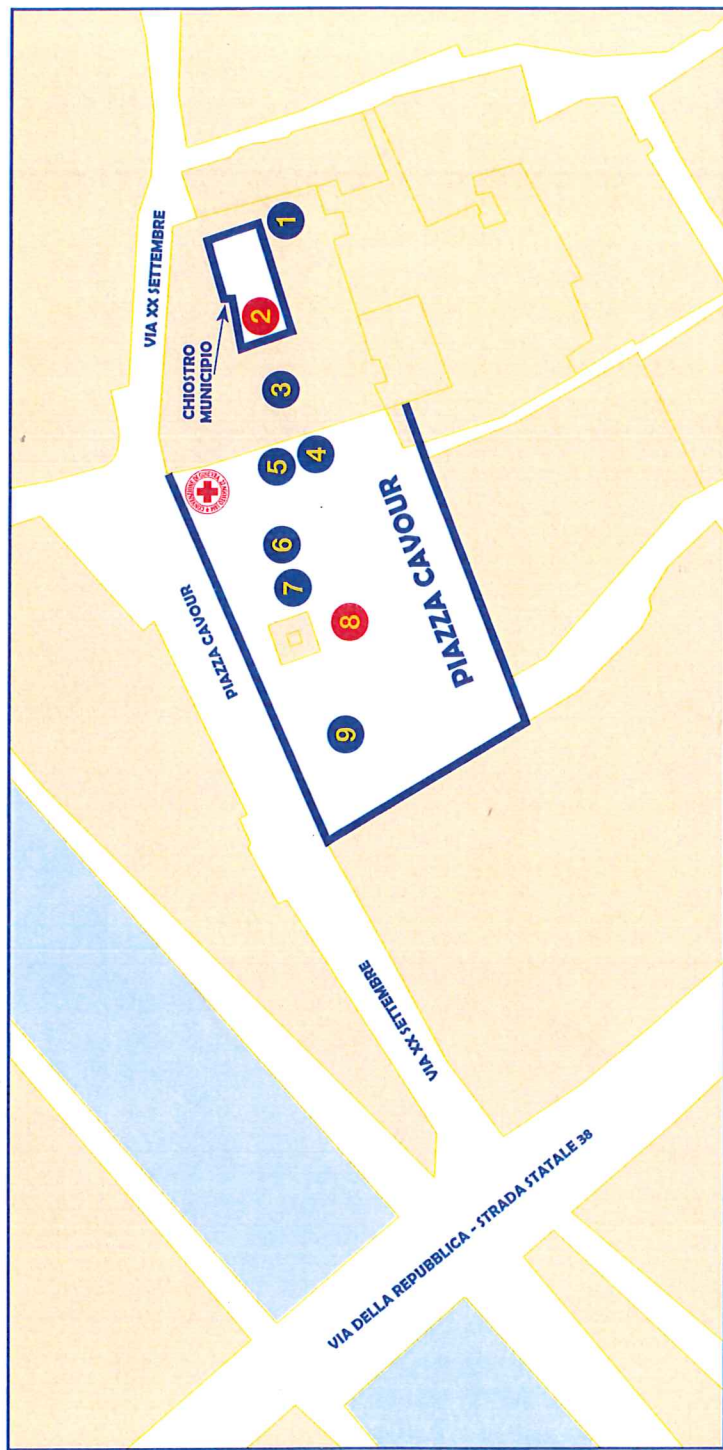 VIA XX SETTEMBRE
CHIOSTRO
MUNICIPIO
PIAZZA CAVOUR
1
2
3
4
5
6
7
8
9
PIAZZA CAVOUR
VIA XX SETTEMBRE
VIA DELLA REPUBBLICA - STRADA STATALE 38